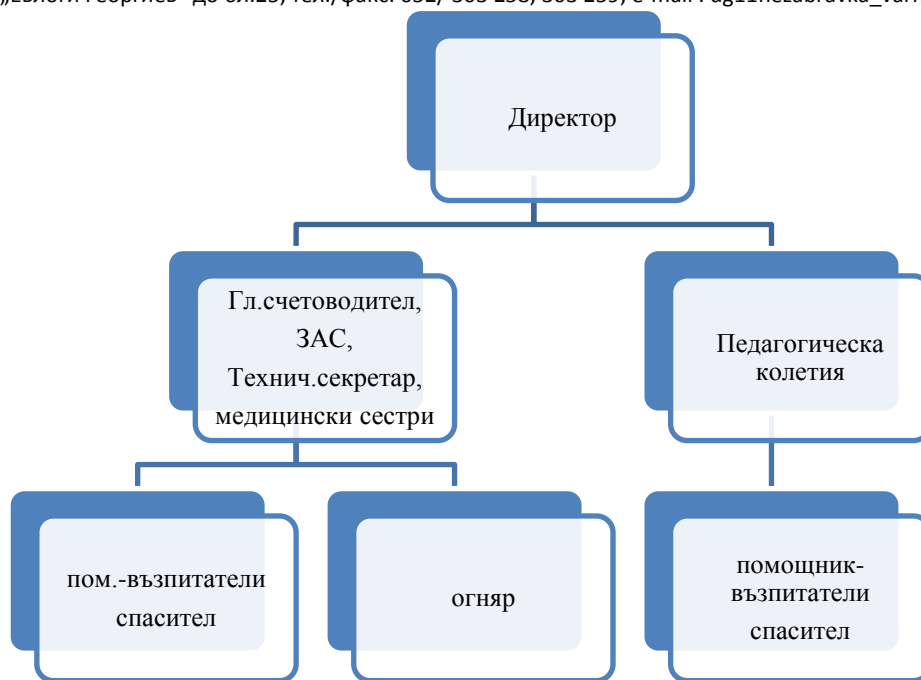 Директор
Гл.счетоводител,
ЗАС,
Технич.секретар,
медицински сестри
Педагогическа
колетия
пом.-възпитатели
спасител
огняр
помощник-
възпитатели
спасител